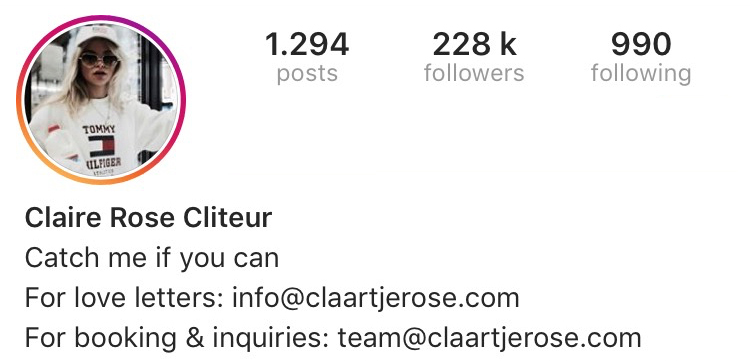 1.294 228 k 990
posts followers following
TOMMY
HILFIGER
Claire Rose Cliteur
Catch me if you can
For love letters: info@claartjerose.com
For booking & inquiries: team@claartjerose.com